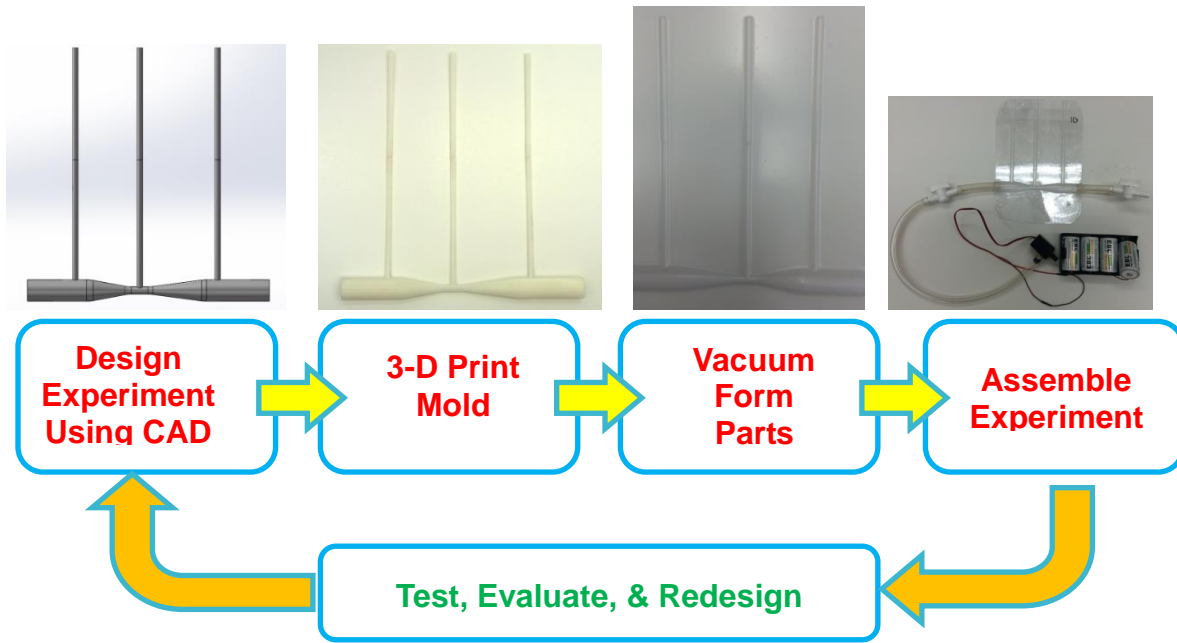 Design
Experiment
Using CAD
3-D Print
Mold
Vacuum
Form
Parts
Assemble
Experiment
Test, Evaluate, & Redesign